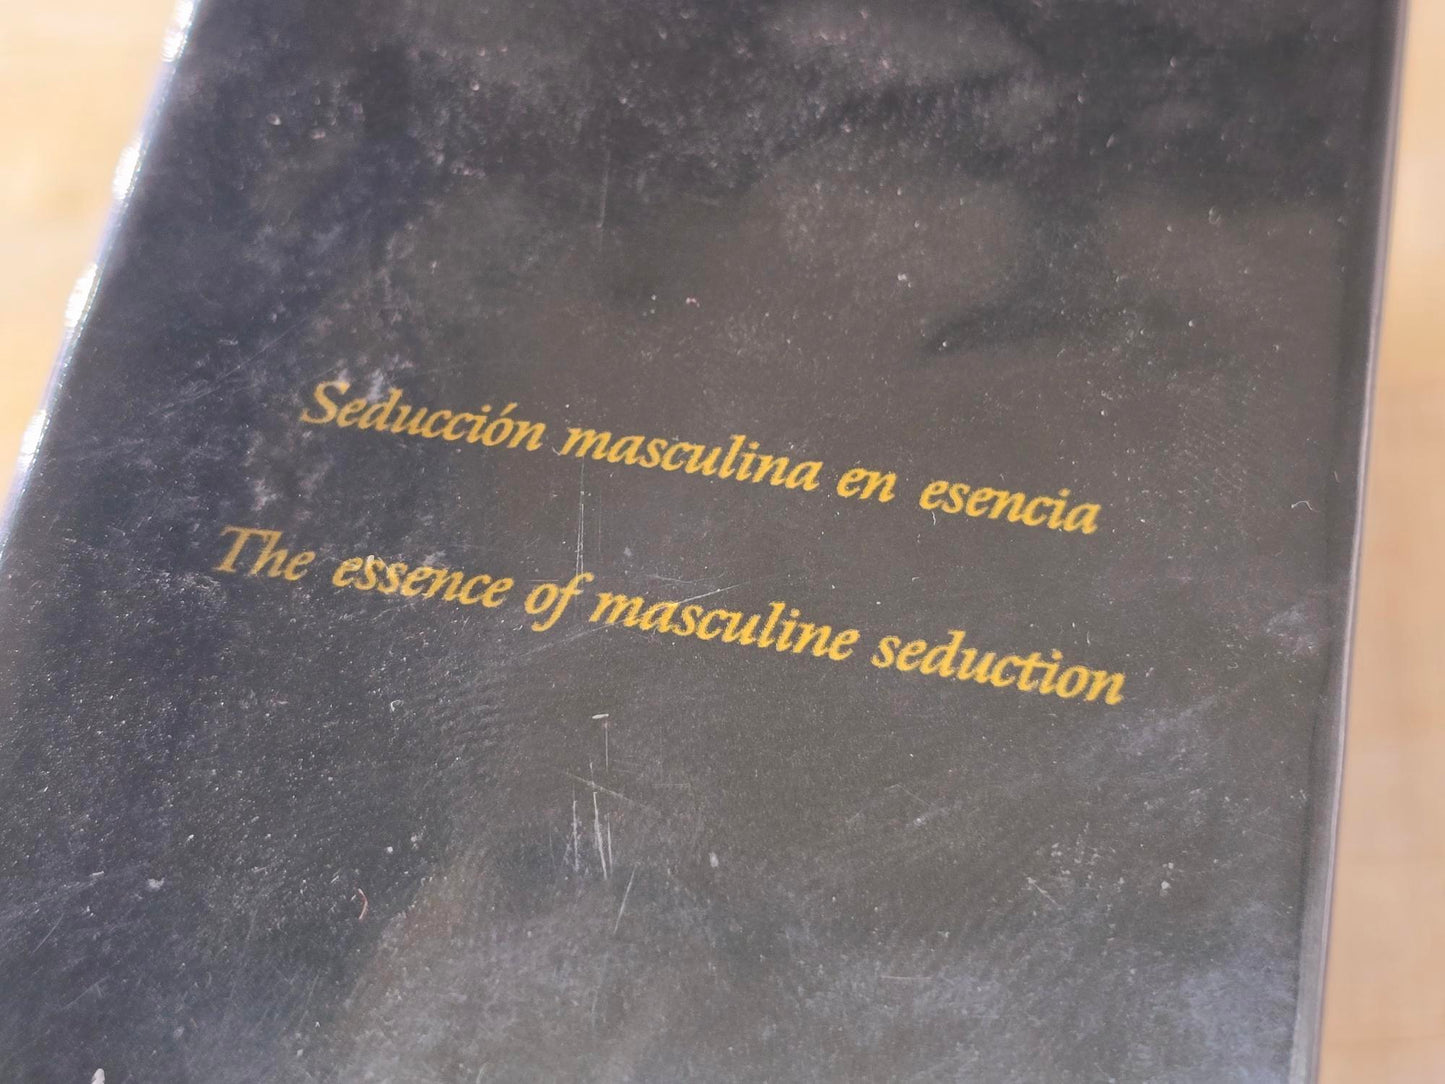 Seducción masculina en esencia
The essence of masculine seduction